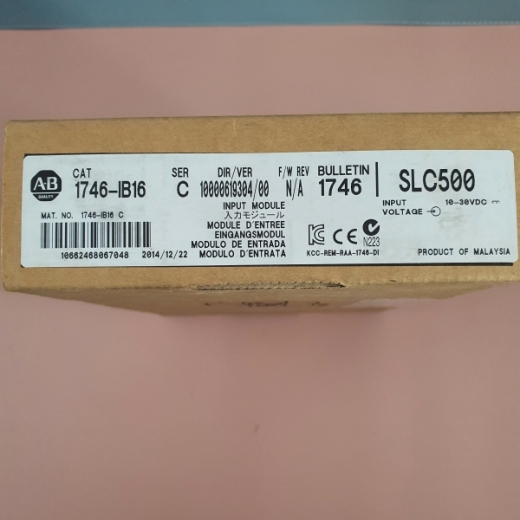 A-B
QUALITY
CAT
1746-IB16
SER
C
DIR/VER
10000619304/00
F/W REV
N/A
BULLETIN
1746
SLC500
MAT. NO. 1746-IB16 C
10662468067048
2014/12/22
INPUT MODULE
入力モジュール
MODULE D'ENTREE
EINGANGSMODUL
MODULO DE ENTRADA
MODULO D'ENTRATA
CE
N223
KCC-REM-RAA-1746-DI
INPUT
VOLTAGE
10-30VDC
PRODUCT OF MALAYSIA